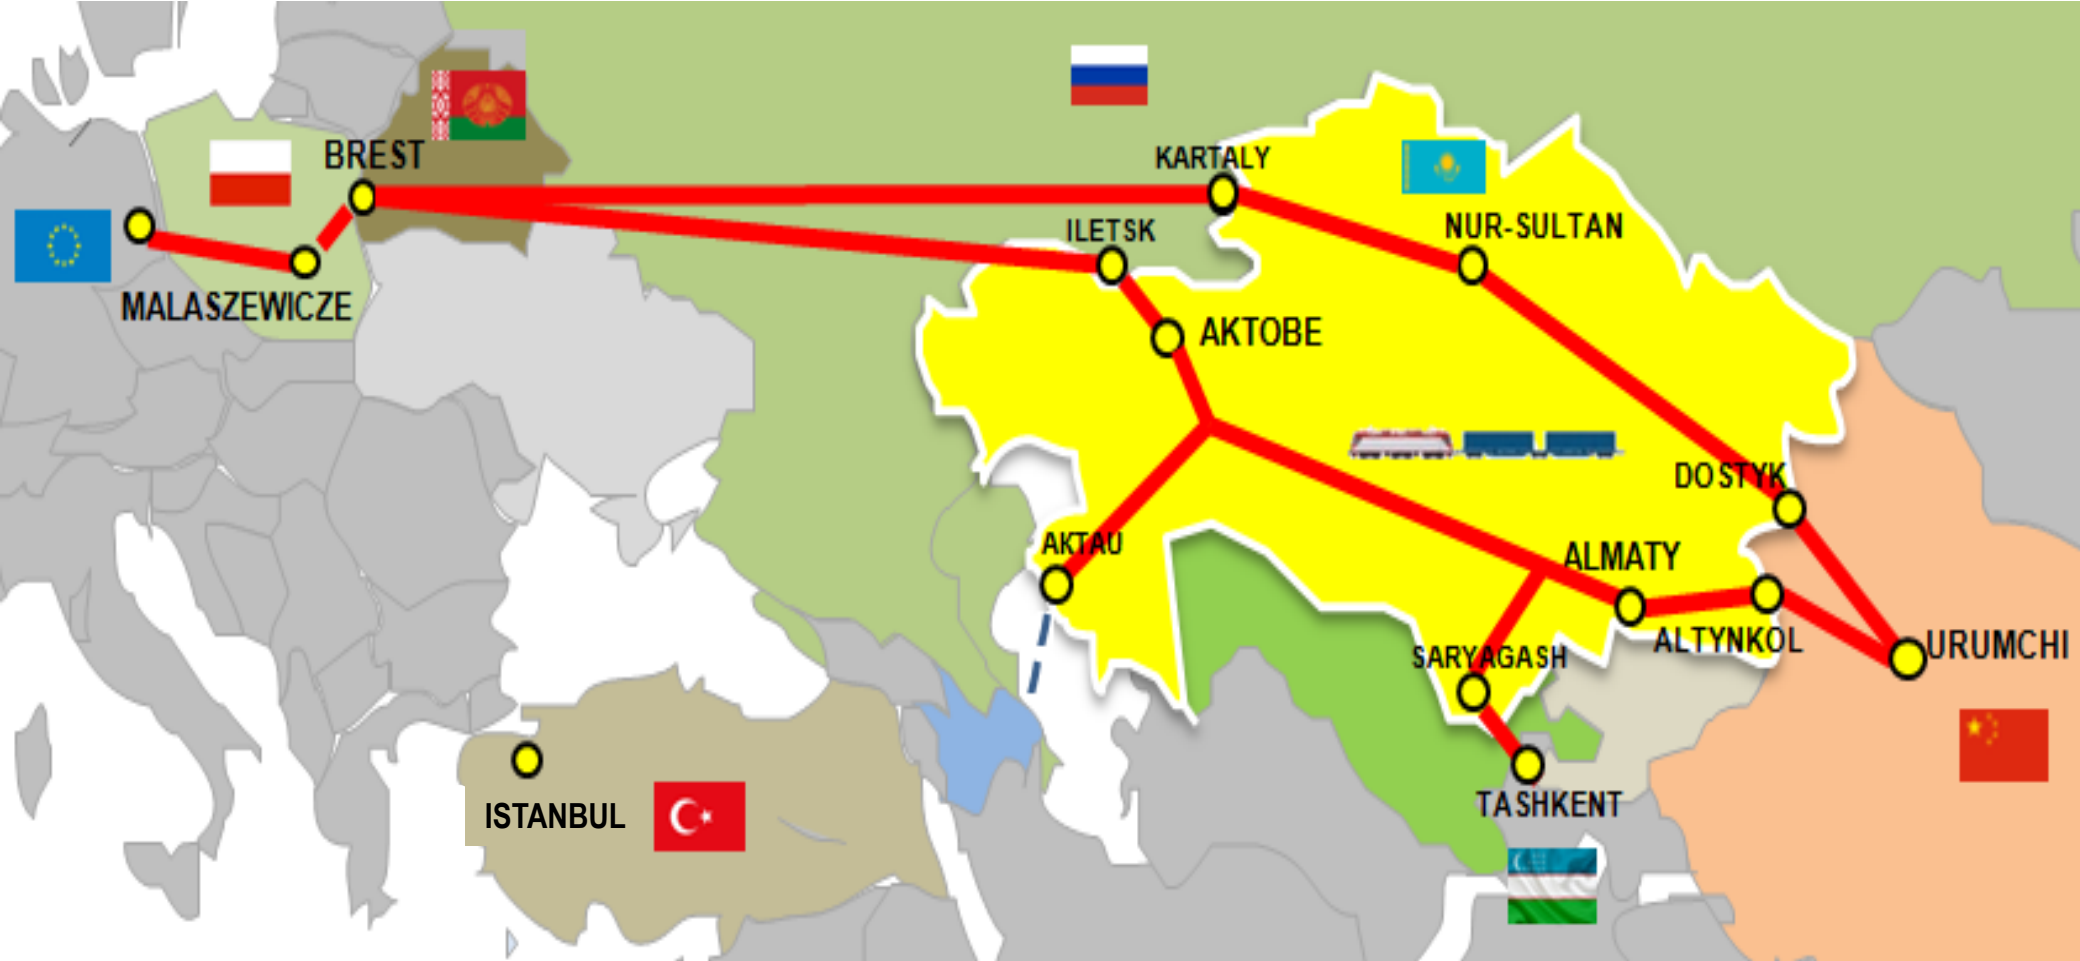 BREST
KARTALY
NUR-SULTAN
ILETSK
MALASZEWICZE
AKTOBE
DOSTYK
AKTAU
ALMATY
ALTYNKOL
URUMCHI
SARYAGASH
TASHKENT
ISTANBUL